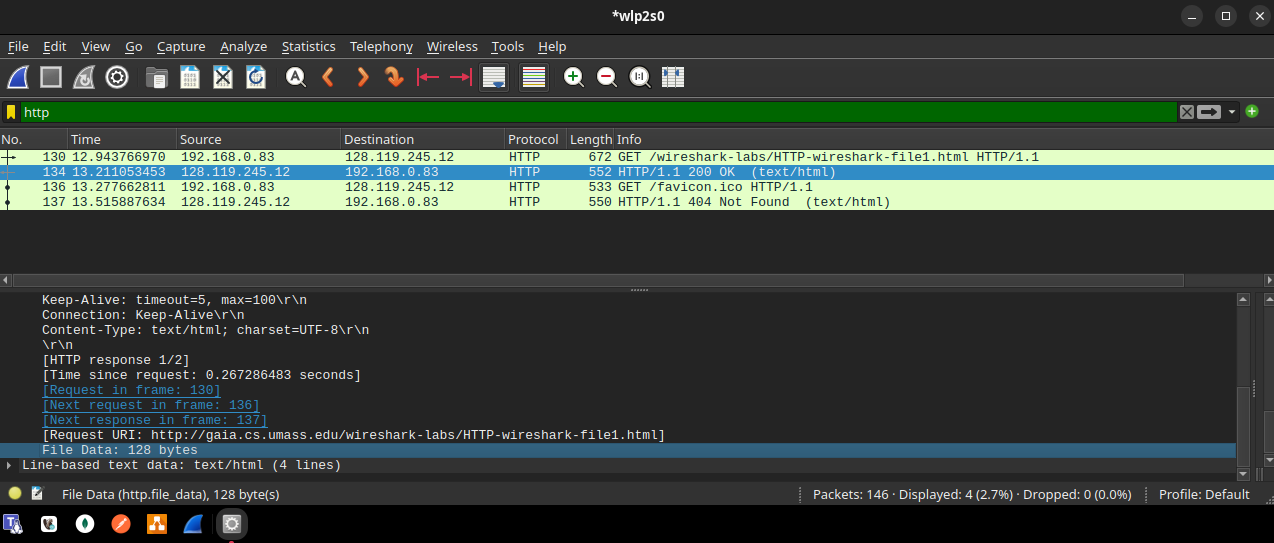 *wlp2s0
File Edit View Go Capture Analyze Statistics Telephony Wireless Tools Help
http
No. Time Source Destination Protocol Length Info
130 12.943766970 192.168.0.83 128.119.245.12 HTTP 672 GET /wireshark-labs/HTTP-wireshark-file1.html HTTP/1.1
134 13.211053453 128.119.245.12 192.168.0.83 HTTP 552 HTTP/1.1 200 OK (text/html)
136 13.277662811 192.168.0.83 128.119.245.12 HTTP 533 GET /favicon.ico HTTP/1.1
137 13.515887634 128.119.245.12 192.168.0.83 HTTP 550 HTTP/1.1 404 Not Found (text/html)
Keep-Alive: timeout=5, max=100\r\n
Connection: Keep-Alive\r\n
Content-Type: text/html; charset=UTF-8\r\n
\r\n
[HTTP response 1/2]
[Time since request: 0.267286483 seconds]
[Request in frame: 130]
[Next request in frame: 136]
[Next response in frame: 137]
[Request URI: http://gaia.cs.umass.edu/wireshark-labs/HTTP-wireshark-file1.html]
File Data: 128 bytes
Line-based text data: text/html (4 lines)
File Data (http.file_data), 128 byte(s) Packets: 146 · Displayed: 4 (2.7%) · Dropped: 0 (0.0%) Profile: Default